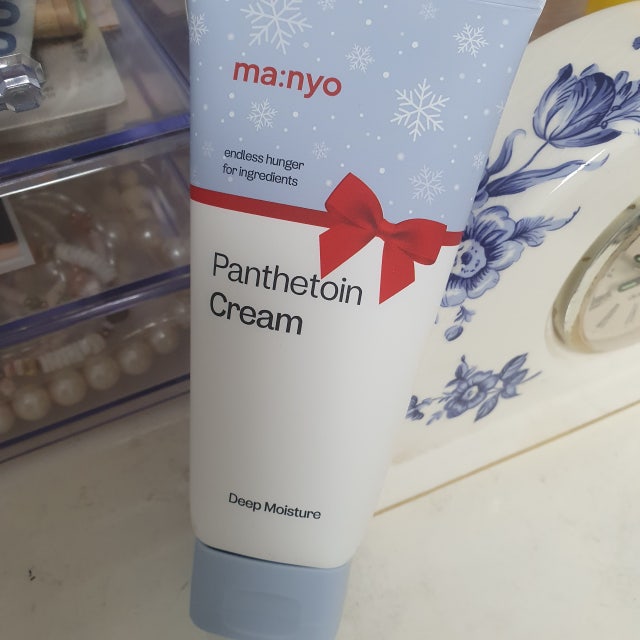 ma:nyo
endless hunger
for ingredients
Panthetoin
Cream
Deep Moisture